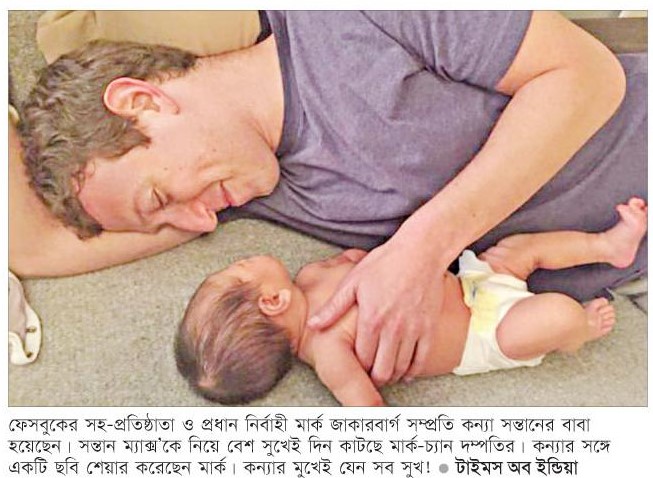 ফেসবুকের সহ-প্রতিষ্ঠাতা ও প্রধান নির্বাহী মার্ক জাকারবার্গ সম্প্রতি কন্যা সন্তানের বাবা
হয়েছেন। সন্তান ম্যাক্স'কে নিয়ে বেশ সুখেই দিন কাটছে মার্ক-চ্যান দম্পতির। কন্যার সঙ্গে
একটি ছবি শেয়ার করেছেন মার্ক। কন্যার মুখেই যেন সব সুখ! ● টাইমস অব ইন্ডিয়া